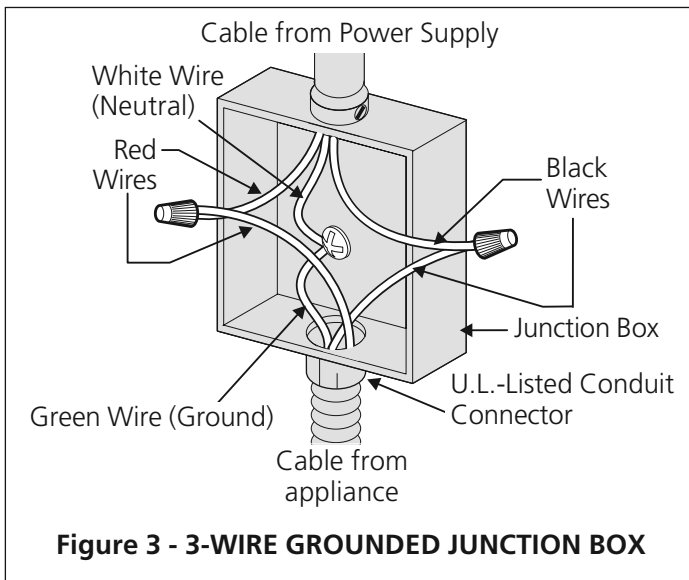 Cable from Power Supply
White Wire
(Neutral)
Red
Wires
Black
Wires
Junction Box
U.L.-Listed Conduit
Connector
Green Wire (Ground)
Cable from
appliance
Figure 3 - 3-WIRE GROUNDED JUNCTION BOX